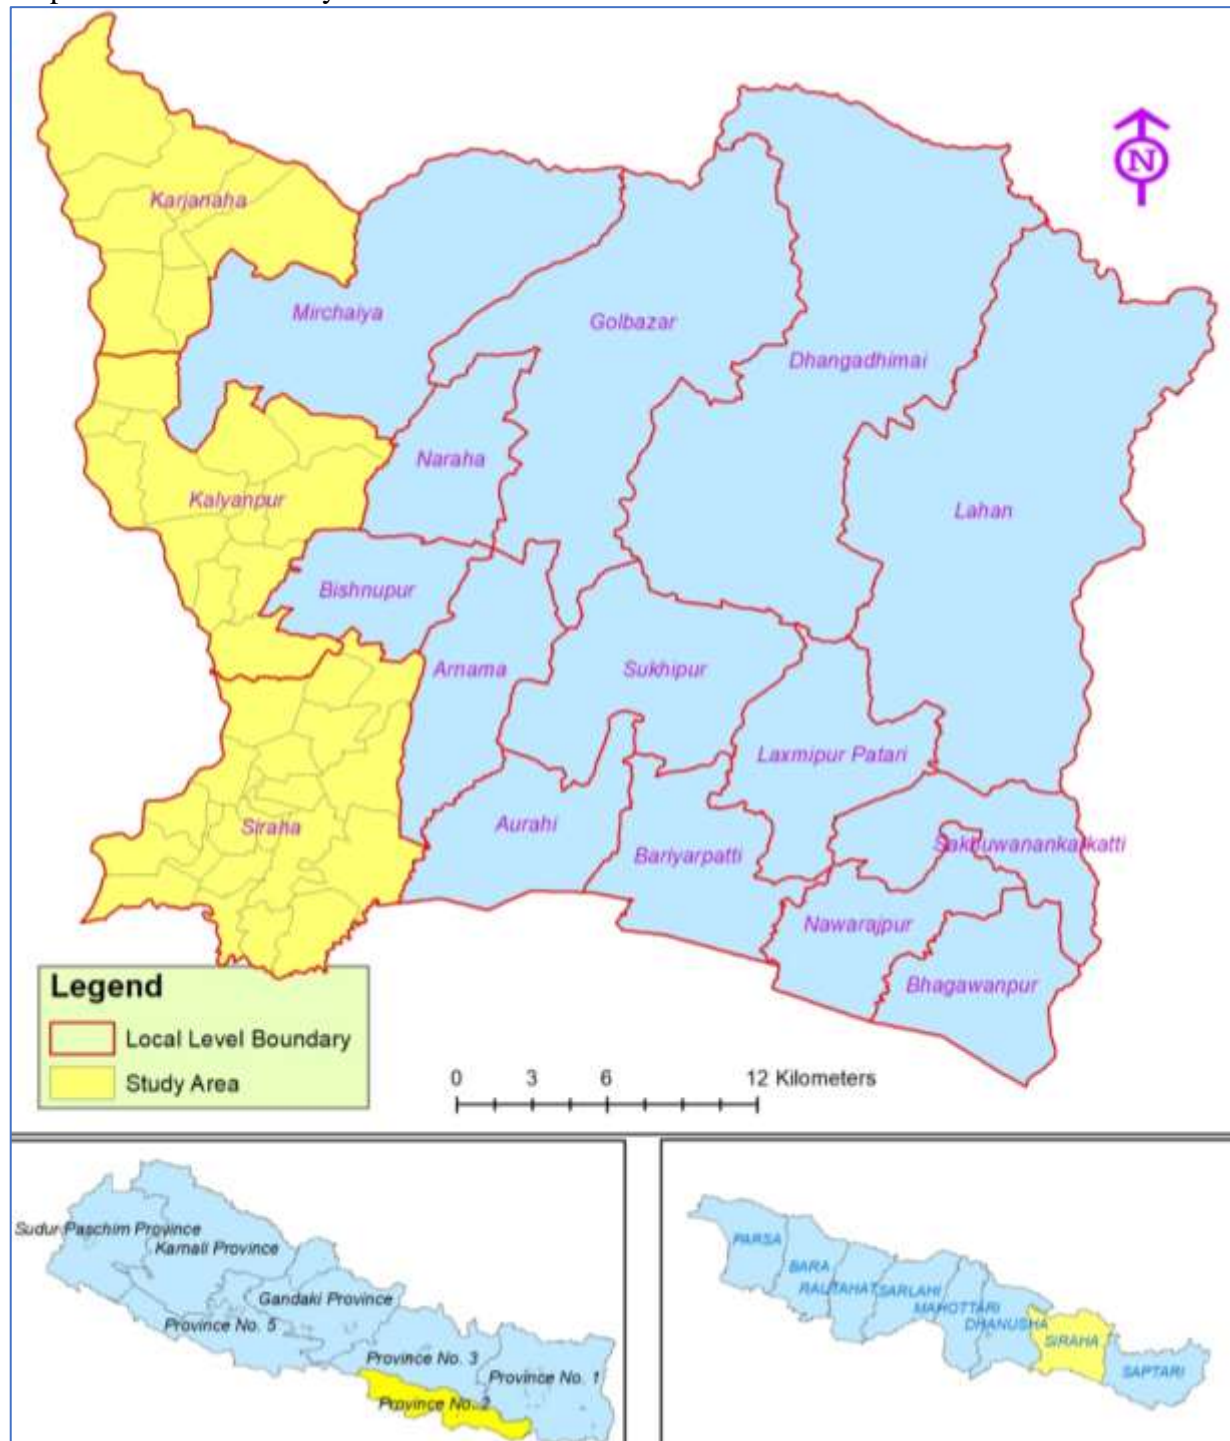 N
Karjanaha
Mirchaiya
Golbazar
Dhangadhimai
Naraha
Kalyanpur
Lahan
Bishnupur
Arnama
Sukhipur
Laxmipur Patari
Siraha
Aurahi
Bariyarpatti
Sakhuwanankarkatti
Nawarajpur
Bhagawanpur
Legend
Local Level Boundary
Study Area
0 3 6 12 Kilometers
Sudur Paschim Province
Karnali Province
Gandaki Province
Province No. 5
Province No. 3
Province No. 1
Province No. 2
PARSA
BARA
RAUTAHAT
SARLAHI
MAHOTTARI
DHANUSHA
SIRAHA
SAPTARI